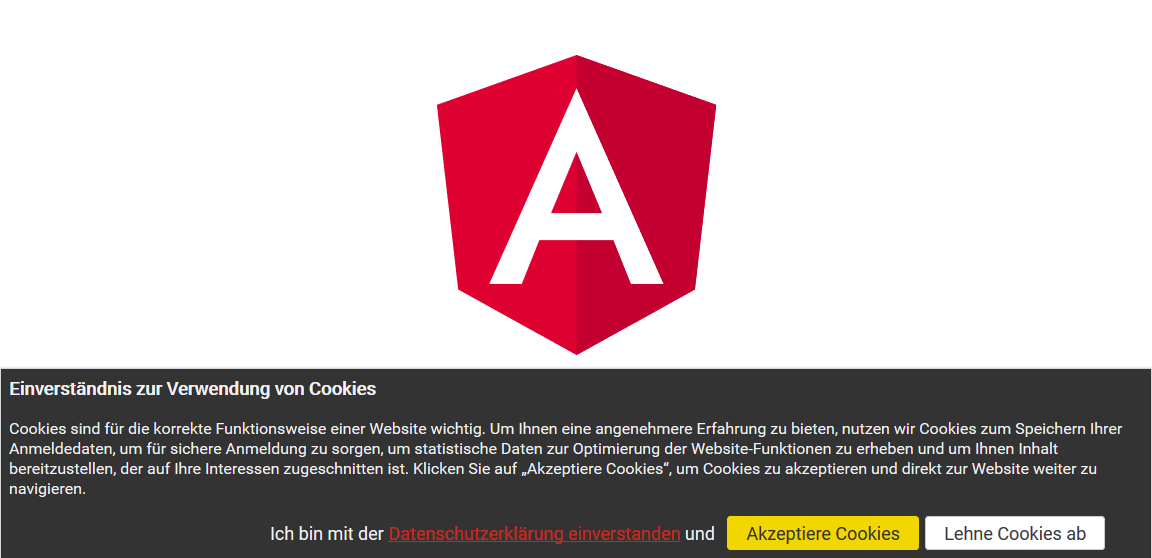 A
Einverständnis zur Verwendung von Cookies
Cookies sind für die korrekte Funktionsweise einer Website wichtig. Um Ihnen eine angenehmere Erfahrung zu bieten, nutzen wir Cookies zum Speichern Ihrer
Anmeldedaten, um für sichere Anmeldung zu sorgen, um statistische Daten zur Optimierung der Website-Funktionen zu erheben und um Ihnen Inhalt
bereitzustellen, der auf Ihre Interessen zugeschnitten ist. Klicken Sie auf „Akzeptiere Cookies“, um Cookies zu akzeptieren und direkt zur Website weiter zu
navigieren.
Ich bin mit der Datenschutzerklärung einverstanden und Akzeptiere Cookies Lehne Cookies ab